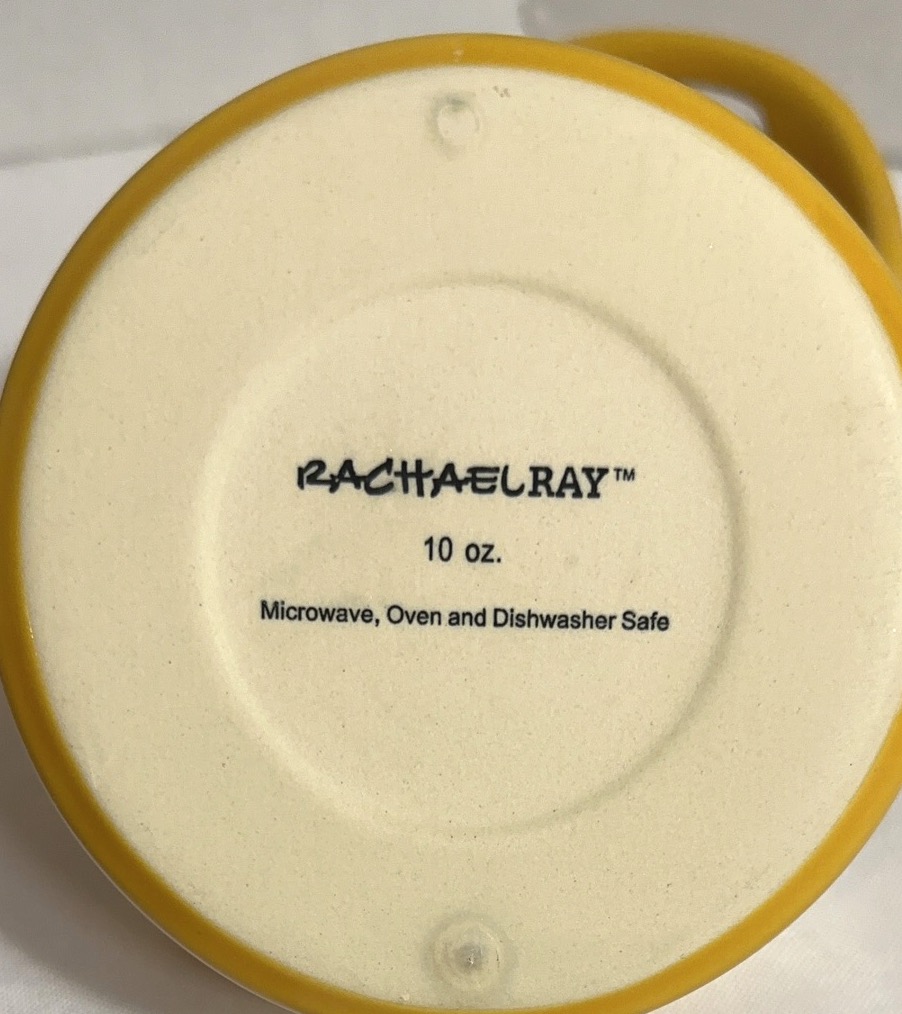 RACHAELRAY™
10 oz.
Microwave, Oven and Dishwasher Safe